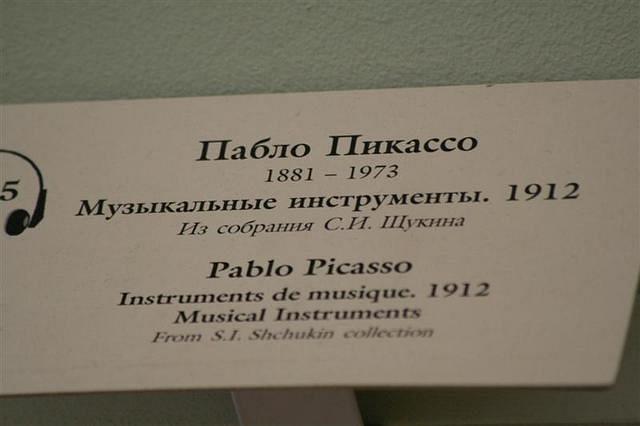 5
Пабло Пикассо
1881 – 1973
Музыкальные инструменты. 1912
Из собрания С.И. Щукина
Pablo Picasso
Instruments de musique. 1912
Musical Instruments
From S.I. Shchukin collection